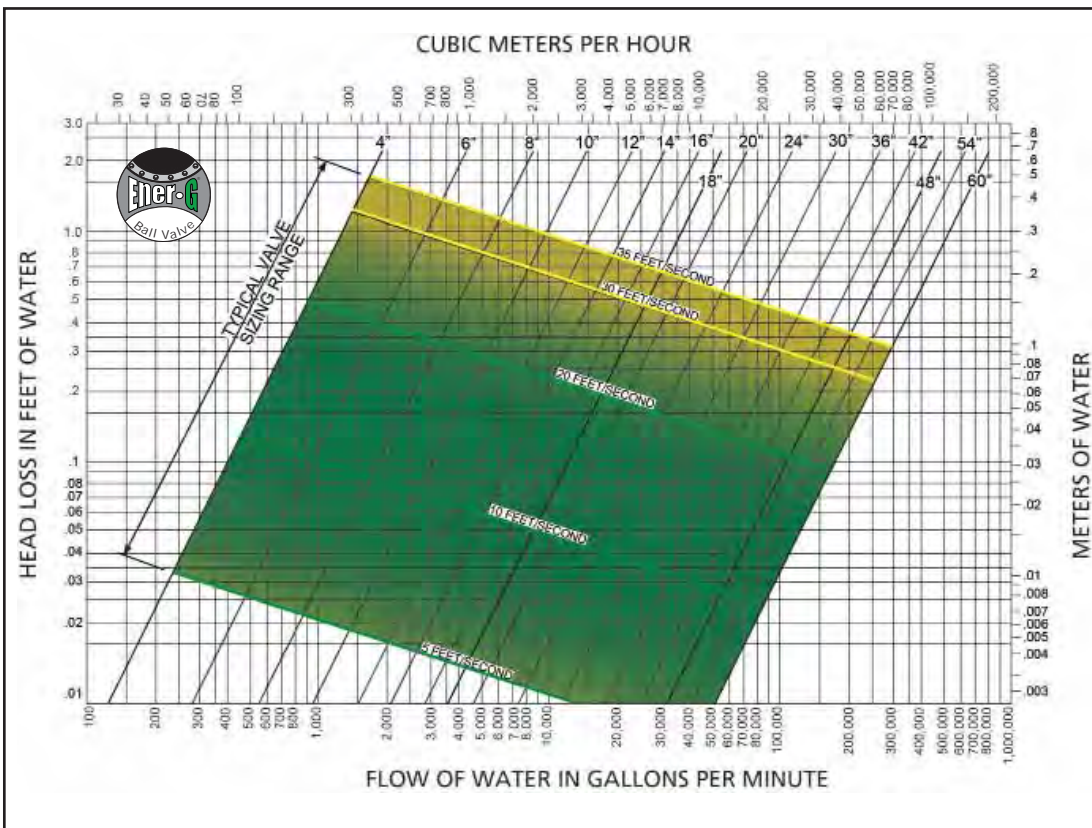 CUBIC METERS PER HOUR
30 40 50 60 70 80 100 300 400 500 700 800 1,000 2,000 3,000 4,000 5,000 6,000 7,000 8,000 10,000 20,000 30,000 40,000 50,000 60,000 70,000 80,000 100,000 200,000
4" 6" 8" 10" 12" 14" 16" 20" 24" 30" 36" 42" 54"
18" 48" 60"
Ener·G
Ball Valve
TYPICAL VALVE
SIZING RANGE
35 FEET/SECOND
30 FEET/SECOND
20 FEET/SECOND
10 FEET/SECOND
5 FEET/SECOND
HEAD LOSS IN FEET OF WATER
3.0
2.0
1.0
.8
.7
.6
.5
.4
.3
.2
.1
.08
.07
.06
.05
.04
.03
.02
.01
METERS OF WATER
.8
.7
.6
.5
.4
.3
.2
.1
.08
.07
.06
.05
.04
.03
.02
.01
.008
.007
.006
.005
.004
.003
100 200 300 400 500 600 700 800 1,000 2,000 3,000 4,000 5,000 6,000 7,000 8,000 10,000 20,000 30,000 40,000 50,000 60,000 70,000 80,000 100,000 200,000 300,000 400,000 500,000 600,000 700,000 800,000 1,000,000
FLOW OF WATER IN GALLONS PER MINUTE